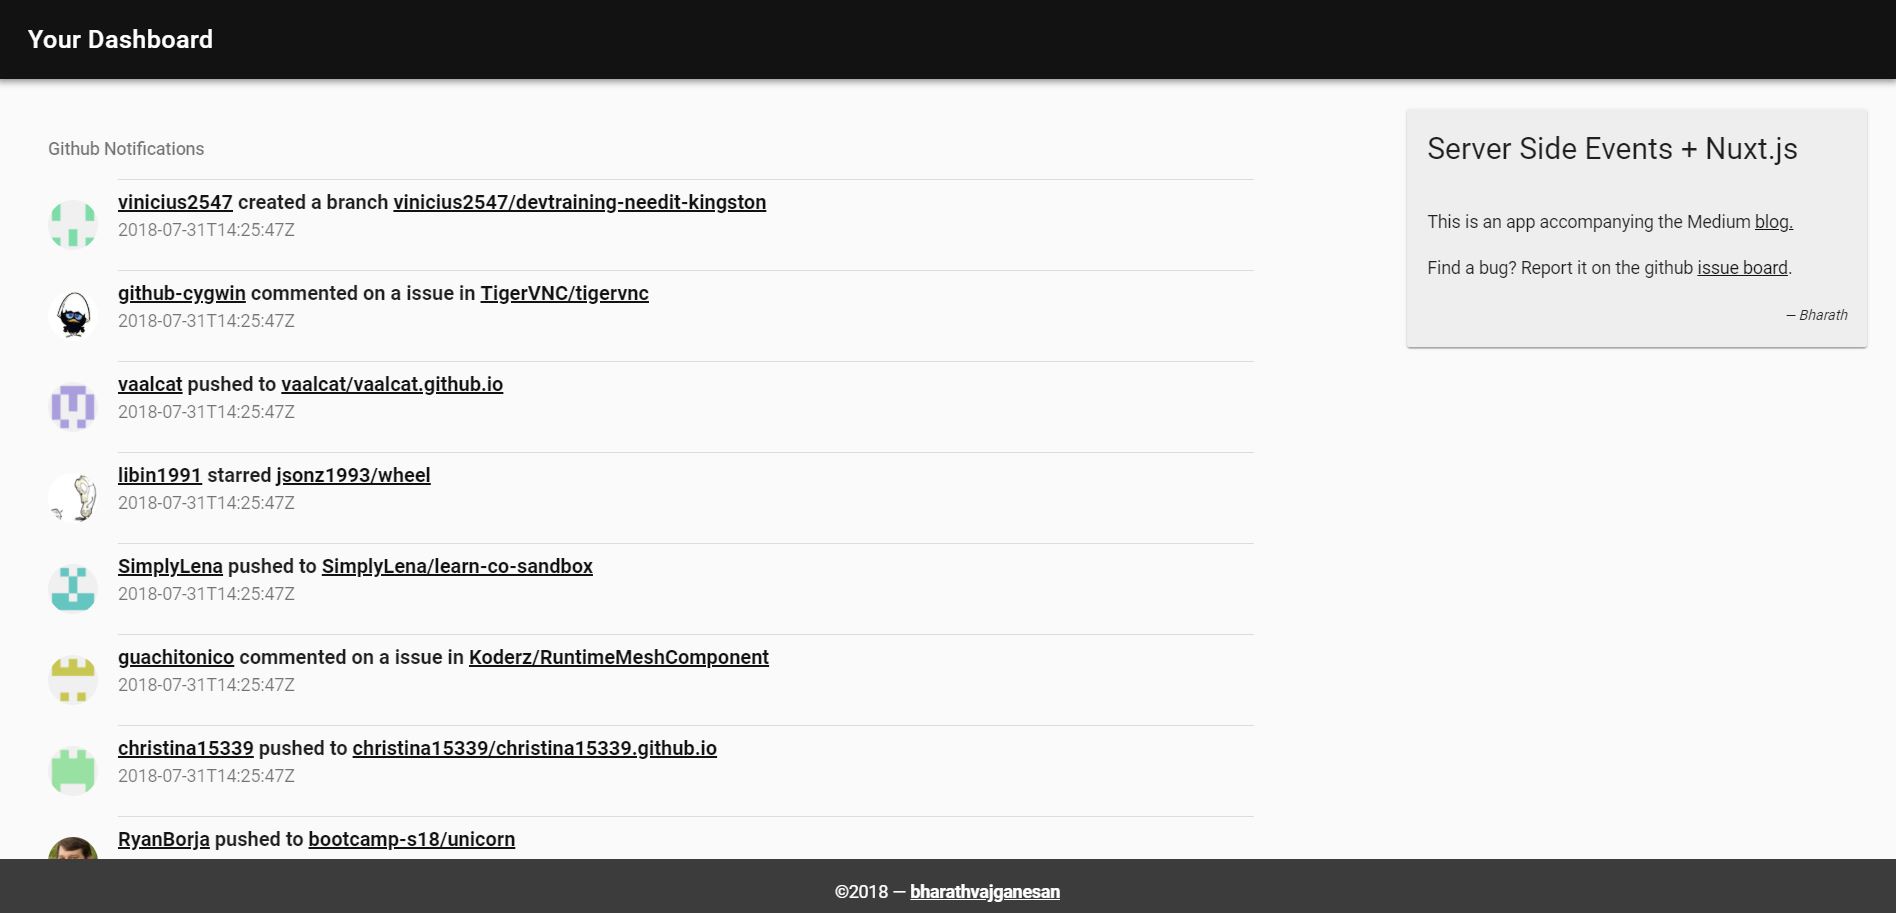 Your Dashboard
Github Notifications
vinicius2547 created a branch vinicius2547/devtraining-needit-kingston
2018-07-31T14:25:47Z
github-cygwin commented on a issue in TigerVNC/tigervnc
2018-07-31T14:25:47Z
vaalcat pushed to vaalcat/vaalcat.github.io
2018-07-31T14:25:47Z
libin1991 starred jsonz1993/wheel
2018-07-31T14:25:47Z
SimplyLena pushed to SimplyLena/learn-co-sandbox
2018-07-31T14:25:47Z
guachitonico commented on a issue in Koderz/RuntimeMeshComponent
2018-07-31T14:25:47Z
christina15339 pushed to christina15339/christina15339.github.io
2018-07-31T14:25:47Z
RyanBorja pushed to bootcamp-s18/unicorn
Server Side Events + Nuxt.js
This is an app accompanying the Medium blog.
Find a bug? Report it on the github issue board.
— Bharath
©2018 — bharathvajganesan